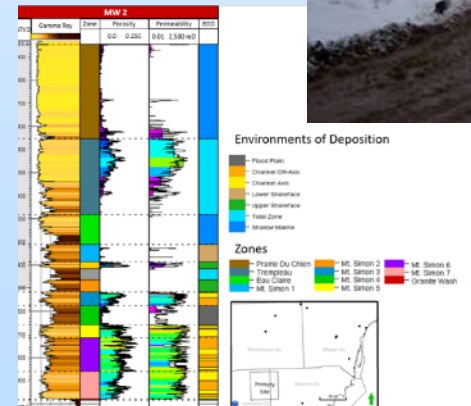 MW 2
Gamma Ray
Zone
Porosity
Permeability
EOD
0.0 0.250
0.01 2,500 mD
Environments of Deposition
Flood Plain
Channel Off-Axis
Channel Axis
Lower Shoreface
Upper Shoreface
Tidal Zone
Shallow Marine
Zones
Prairie Du Chien
Trempleau
Eau Claire
Mt. Simon 1
Mt. Simon 2
Mt. Simon 3
Mt. Simon 4
Mt. Simon 5
Mt. Simon 6
Mt. Simon 7
Granite Wash
Primary
Site